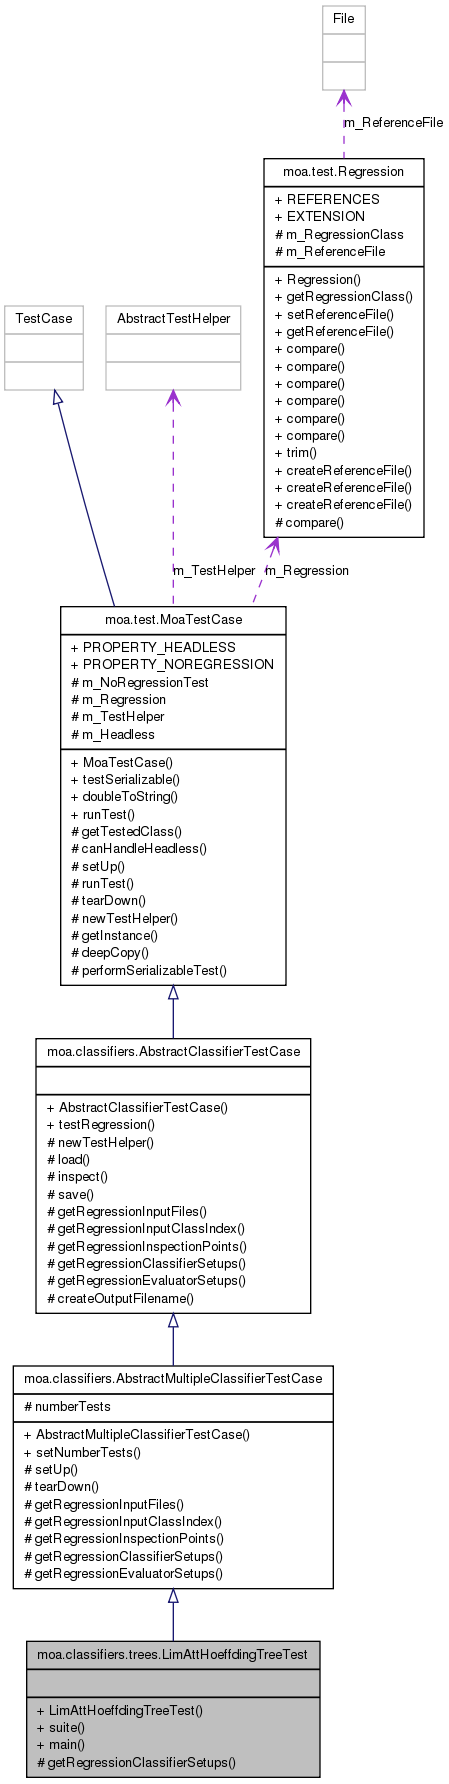 File
m_ReferenceFile
moa.test.Regression
+ REFERENCES
+ EXTENSION
# m_RegressionClass
# m_ReferenceFile
+ Regression()
+ getRegressionClass()
+ setReferenceFile()
+ getReferenceFile()
+ compare()
+ compare()
+ compare()
+ compare()
+ compare()
+ compare()
+ trim()
+ createReferenceFile()
+ createReferenceFile()
+ createReferenceFile()
# compare()
TestCase
AbstractTestHelper
m_TestHelper
m_Regression
moa.test.MoaTestCase
+ PROPERTY_HEADLESS
+ PROPERTY_NOREGRESSION
# m_NoRegressionTest
# m_Regression
# m_TestHelper
# m_Headless
+ MoaTestCase()
+ testSerializable()
+ doubleToString()
+ runTest()
# getTestedClass()
# canHandleHeadless()
# setUp()
# runTest()
# tearDown()
# newTestHelper()
# getInstance()
# deepCopy()
# performSerializableTest()
moa.classifiers.AbstractClassifierTestCase
+ AbstractClassifierTestCase()
+ testRegression()
# newTestHelper()
# load()
# inspect()
# save()
# getRegressionInputFiles()
# getRegressionInputClassIndex()
# getRegressionInspectionPoints()
# getRegressionClassifierSetups()
# getRegressionEvaluatorSetups()
# createOutputFilename()
moa.classifiers.AbstractMultipleClassifierTestCase
# numberTests
+ AbstractMultipleClassifierTestCase()
+ setNumberTests()
# setUp()
# tearDown()
# getRegressionInputFiles()
# getRegressionInputClassIndex()
# getRegressionInspectionPoints()
# getRegressionClassifierSetups()
# getRegressionEvaluatorSetups()
moa.classifiers.trees.LimAttHoeffdingTreeTest
+ LimAttHoeffdingTreeTest()
+ suite()
+ main()
# getRegressionClassifierSetups()